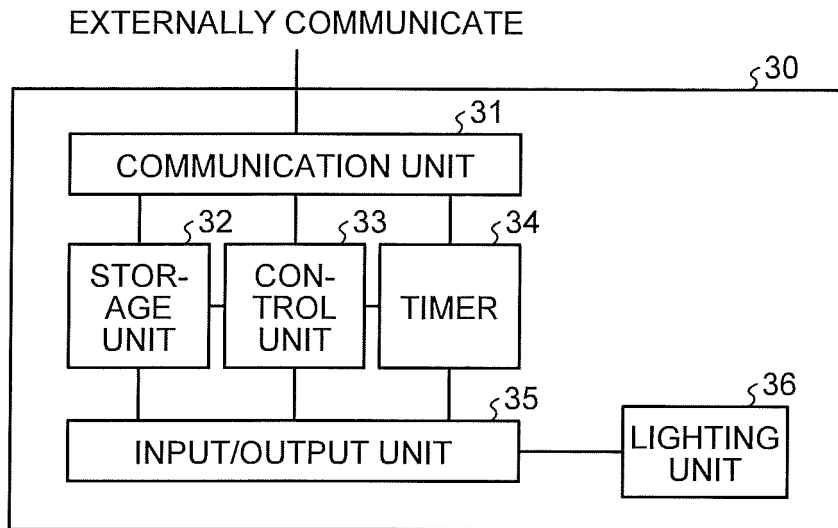 EXTERNALLY COMMUNICATE
30
31
COMMUNICATION UNIT
32
33
34
STOR-
AGE
UNIT
CON-
TROL
UNIT
TIMER
35
36
INPUT/OUTPUT UNIT
LIGHTING
UNIT